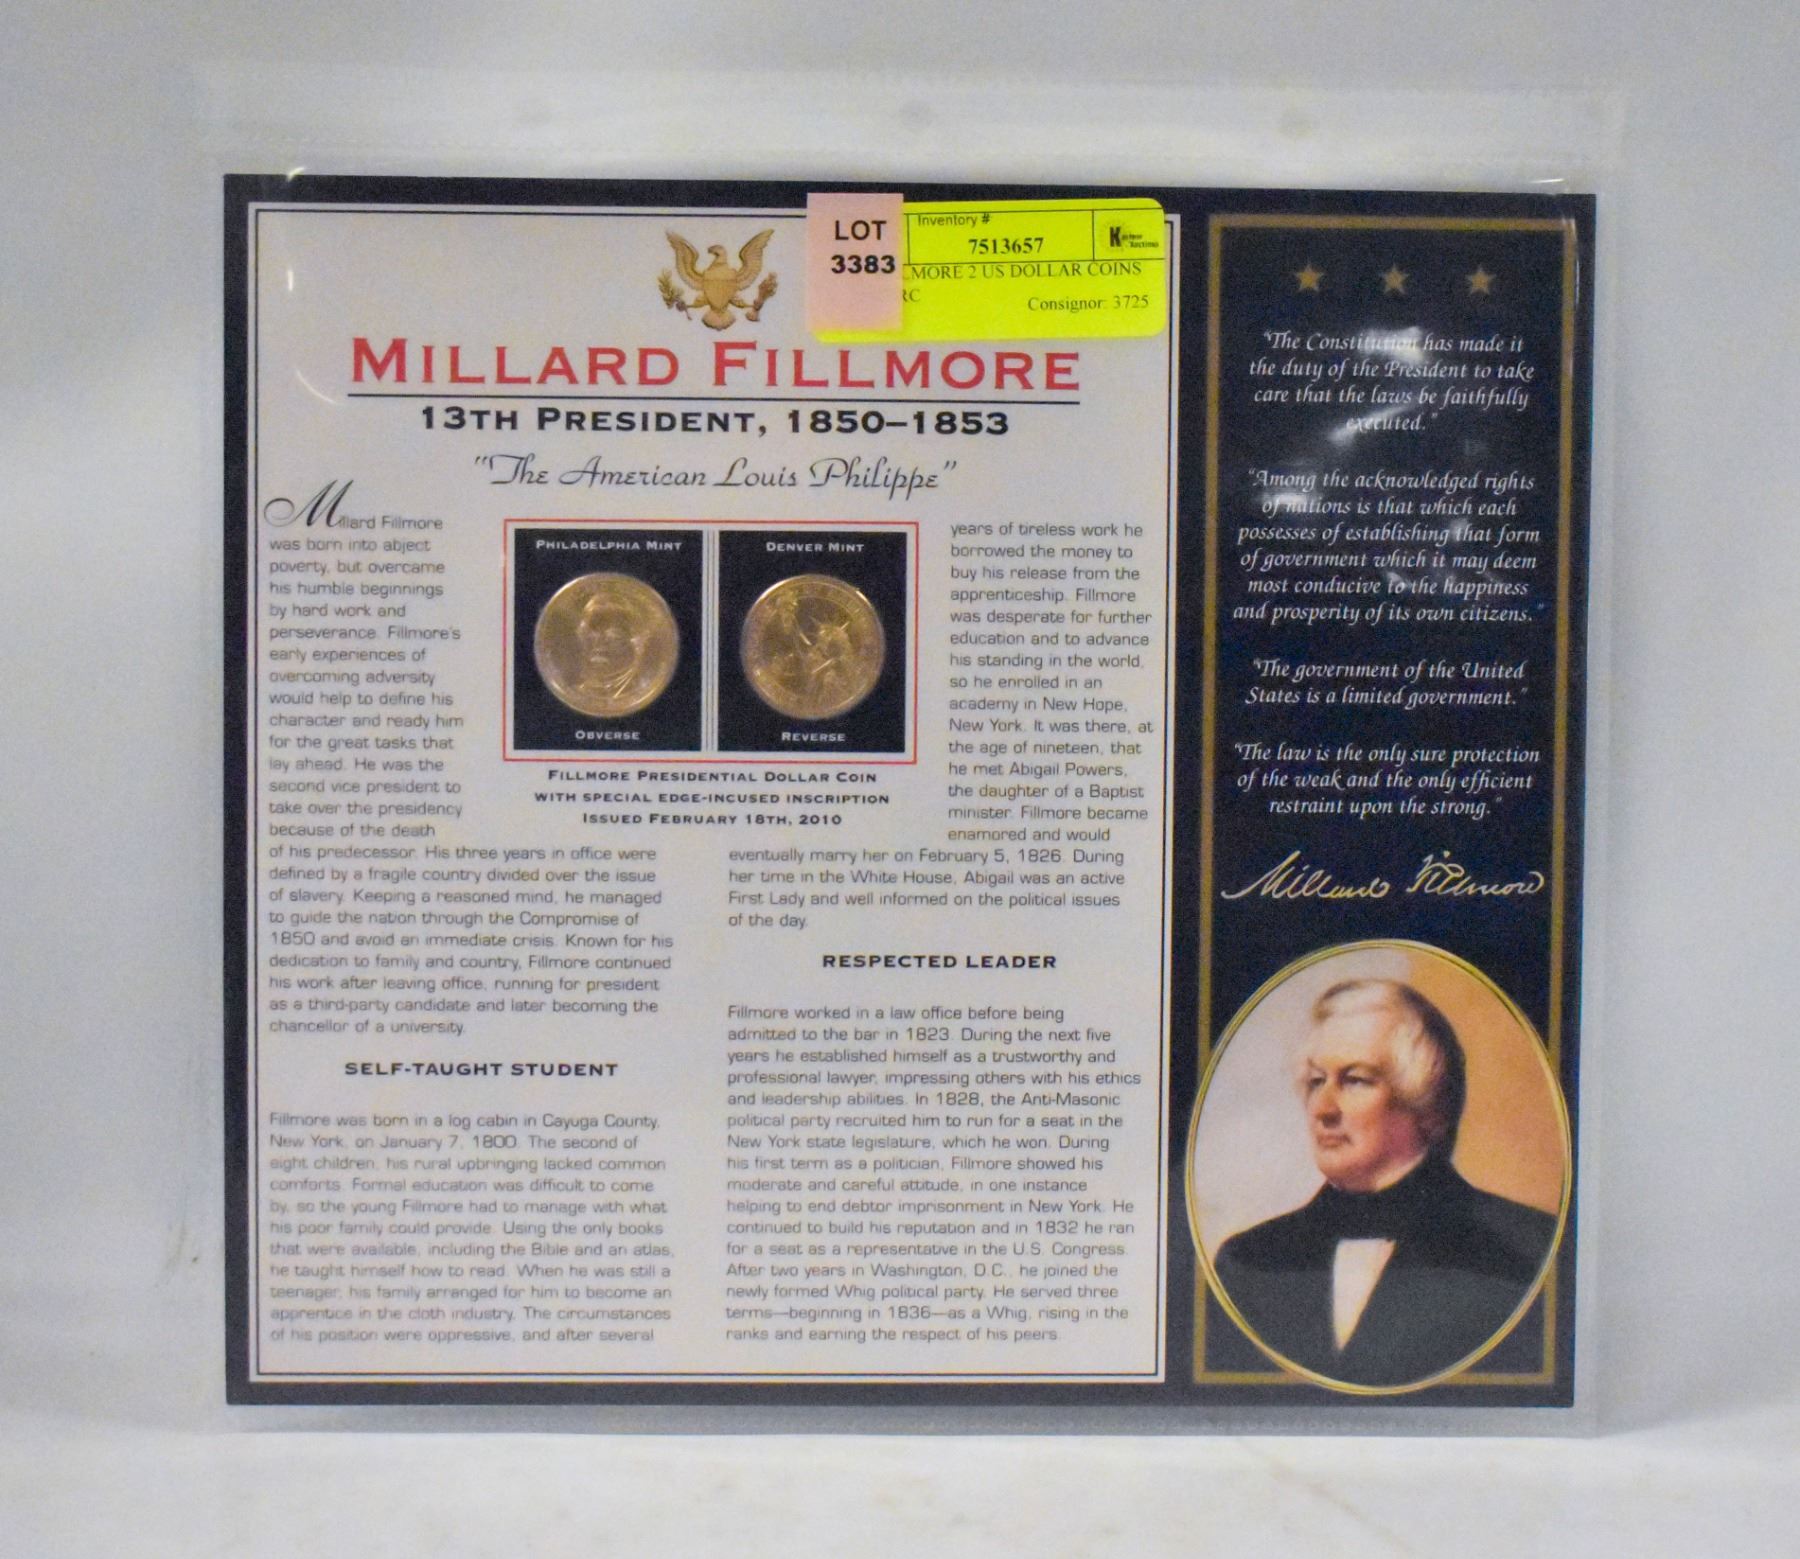 LOT
3383
Inventory #
7513657
LMORE 2 US DOLLAR COINS
RC
Consignor: 3725
MILLARD FILLMORE
13TH PRESIDENT, 1850–1853
"The American Louis Philippe"
Millard Fillmore
was born into abject
poverty, but overcame
his humble beginnings
by hard work and
perseverance. Fillmore's
early experiences of
overcoming adversity
would help to define his
character and ready him
for the great tasks that
lay ahead. He was the
second vice president to
take over the presidency
because of the death
of his predecessor. His three years in office were
defined by a fragile country divided over the issue
of slavery. Keeping a reasoned mind, he managed
to guide the nation through the Compromise of
1850 and avoid an immediate crisis. Known for his
dedication to family and country, Fillmore continued
his work after leaving office, running for president
as a third-party candidate and later becoming the
chancellor of a university.
SELF-TAUGHT STUDENT
Fillmore was born in a log cabin in Cayuga County,
New York, on January 7, 1800. The second of
eight children, his rural upbringing lacked common
comforts. Formal education was difficult to come
by, so the young Fillmore had to manage with what
his poor family could provide. Using the only books
that were available, including the Bible and an atlas,
he taught himself how to read. When he was still a
teenager, his family arranged for him to become an
apprentice in the cloth industry. The circumstances
of his position were oppressive, and after several
PHILADELPHIA MINT
OBVERSE
DENVER MINT
REVERSE
FILLMORE PRESIDENTIAL DOLLAR COIN
WITH SPECIAL EDGE-INCUSED INSCRIPTION
ISSUED FEBRUARY 18TH, 2010
years of tireless work he
borrowed the money to
buy his release from the
apprenticeship. Fillmore
was desperate for further
education and to advance
his standing in the world,
so he enrolled in an
academy in New Hope,
New York. It was there, at
the age of nineteen, that
he met Abigail Powers,
the daughter of a Baptist
minister. Fillmore became
enamored and would
eventually marry her on February 5, 1826. During
her time in the White House, Abigail was an active
First Lady and well informed on the political issues
of the day.
RESPECTED LEADER
Fillmore worked in a law office before being
admitted to the bar in 1823. During the next five
years he established himself as a trustworthy and
professional lawyer, impressing others with his ethics
and leadership abilities. In 1828, the Anti-Masonic
political party recruited him to run for a seat in the
New York state legislature, which he won. During
his first term as a politician, Fillmore showed his
moderate and careful attitude, in one instance
helping to end debtor imprisonment in New York. He
continued to build his reputation and in 1832 he ran
for a seat as a representative in the U.S. Congress.
After two years in Washington, D.C., he joined the
newly formed Whig political party. He served three
terms—beginning in 1836—as a Whig, rising in the
ranks and earning the respect of his peers.
"The Constitution has made it
the duty of the President to take
care that the laws be faithfully
executed."
"Among the acknowledged rights
of nations is that which each
possesses of establishing that form
of government which it may deem
most conducive to the happiness
and prosperity of its own citizens."
"The government of the United
States is a limited government."
"The law is the only sure protection
of the weak and the only efficient
restraint upon the strong."
Millard Fillmore